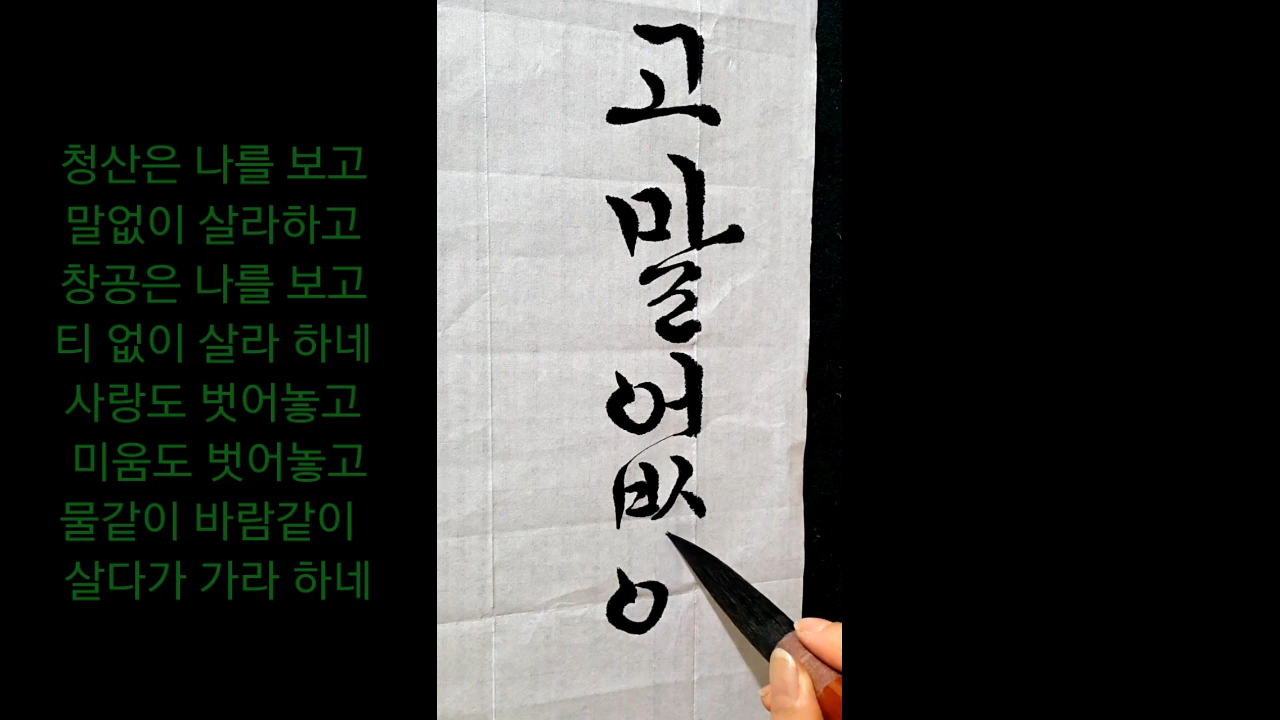 청산은 나를 보고
말없이 살라하고
창공은 나를 보고
티 없이 살라 하네
사랑도 벗어놓고
미움도 벗어놓고
물같이 바람같이
살다가 가라 하네
고
말
없
ㅇ